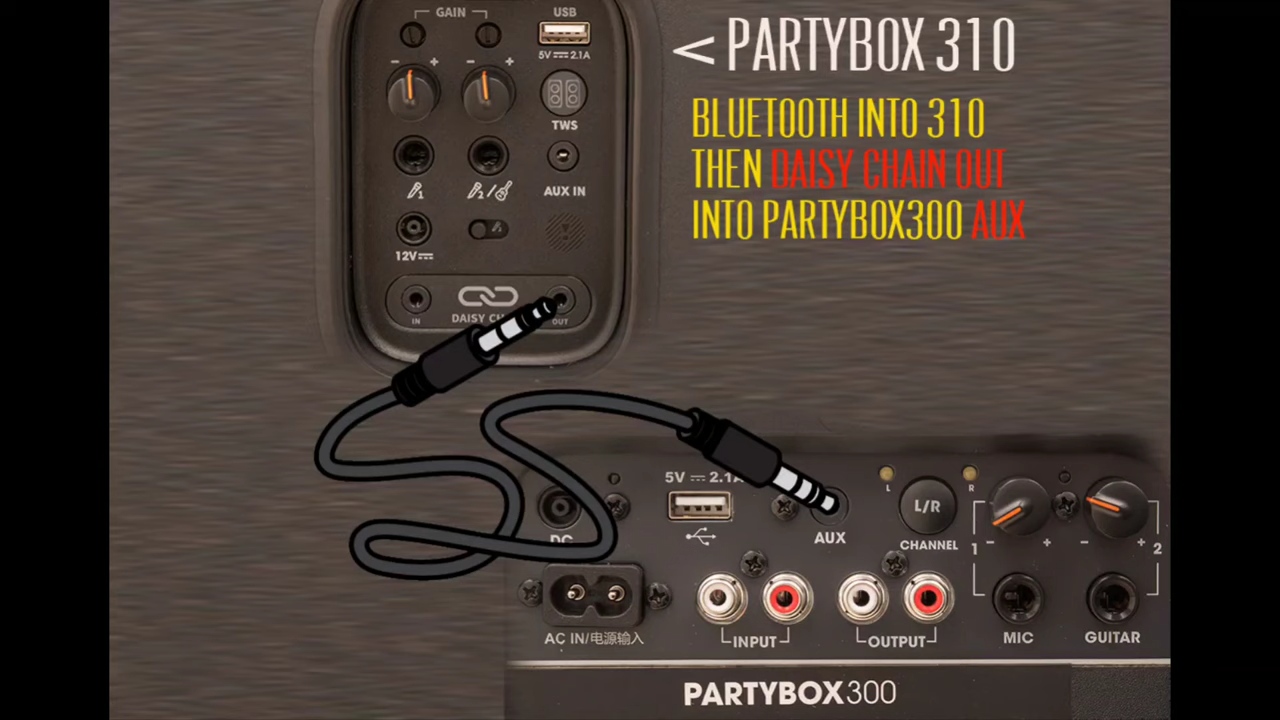 GAIN
USB
- + - +
5V⎓2.1A
TWS
AUX IN
1
2/
12V⎓
IN
OUT
< PARTYBOX 310
BLUETOOTH INTO 310
THEN DAISY CHAIN OUT
INTO PARTYBOX300 AUX
5V⎓2.1A
L
R
L/R
DC
AUX
CHANNEL
1 - + - + 2
AC IN/电源输入
INPUT
OUTPUT
MIC
GUITAR
PARTYBOX300